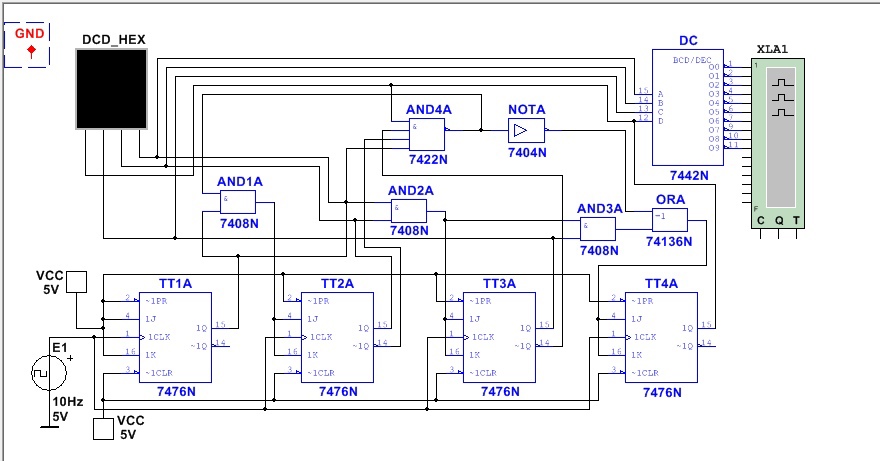 GND
DCD_HEX
DC
XLA1
BCD/DEC
O0 1
O1 2
O2 3
O3 4
O4 5
O5 6
O6 7
O7 9
O8 10
O9 11
15 A
14 B
13 C
12 D
7442N
1
F
C Q T
AND4A
&
7422N
NOTA
7404N
AND1A
&
7408N
AND2A
&
7408N
AND3A
&
7408N
ORA
=1
74136N
VCC
5V
TT1A
2 ~1PR
4 1J
1 1CLK
16 1K
3 ~1CLR
1Q 15
~1Q 14
7476N
TT2A
2 ~1PR
4 1J
1 1CLK
16 1K
3 ~1CLR
1Q 15
~1Q 14
7476N
TT3A
2 ~1PR
4 1J
1 1CLK
16 1K
3 ~1CLR
1Q 15
~1Q 14
7476N
TT4A
2 ~1PR
4 1J
1 1CLK
16 1K
3 ~1CLR
1Q 15
~1Q 14
7476N
E1
+
10Hz
5V
VCC
5V